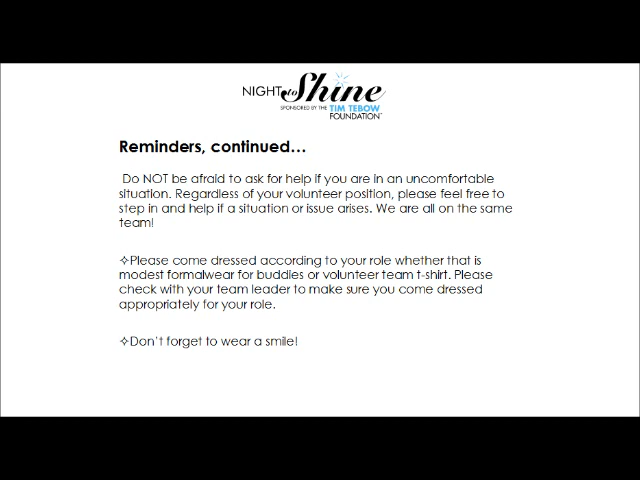 NIGHT to Shine
SPONSORED BY THE TIM TEBOW
FOUNDATION™
Reminders, continued…
Do NOT be afraid to ask for help if you are in an uncomfortable
situation. Regardless of your volunteer position, please feel free to
step in and help if a situation or issue arises. We are all on the same
team!
✧Please come dressed according to your role whether that is
modest formalwear for buddies or volunteer team t-shirt. Please
check with your team leader to make sure you come dressed
appropriately for your role.
✧Don't forget to wear a smile!